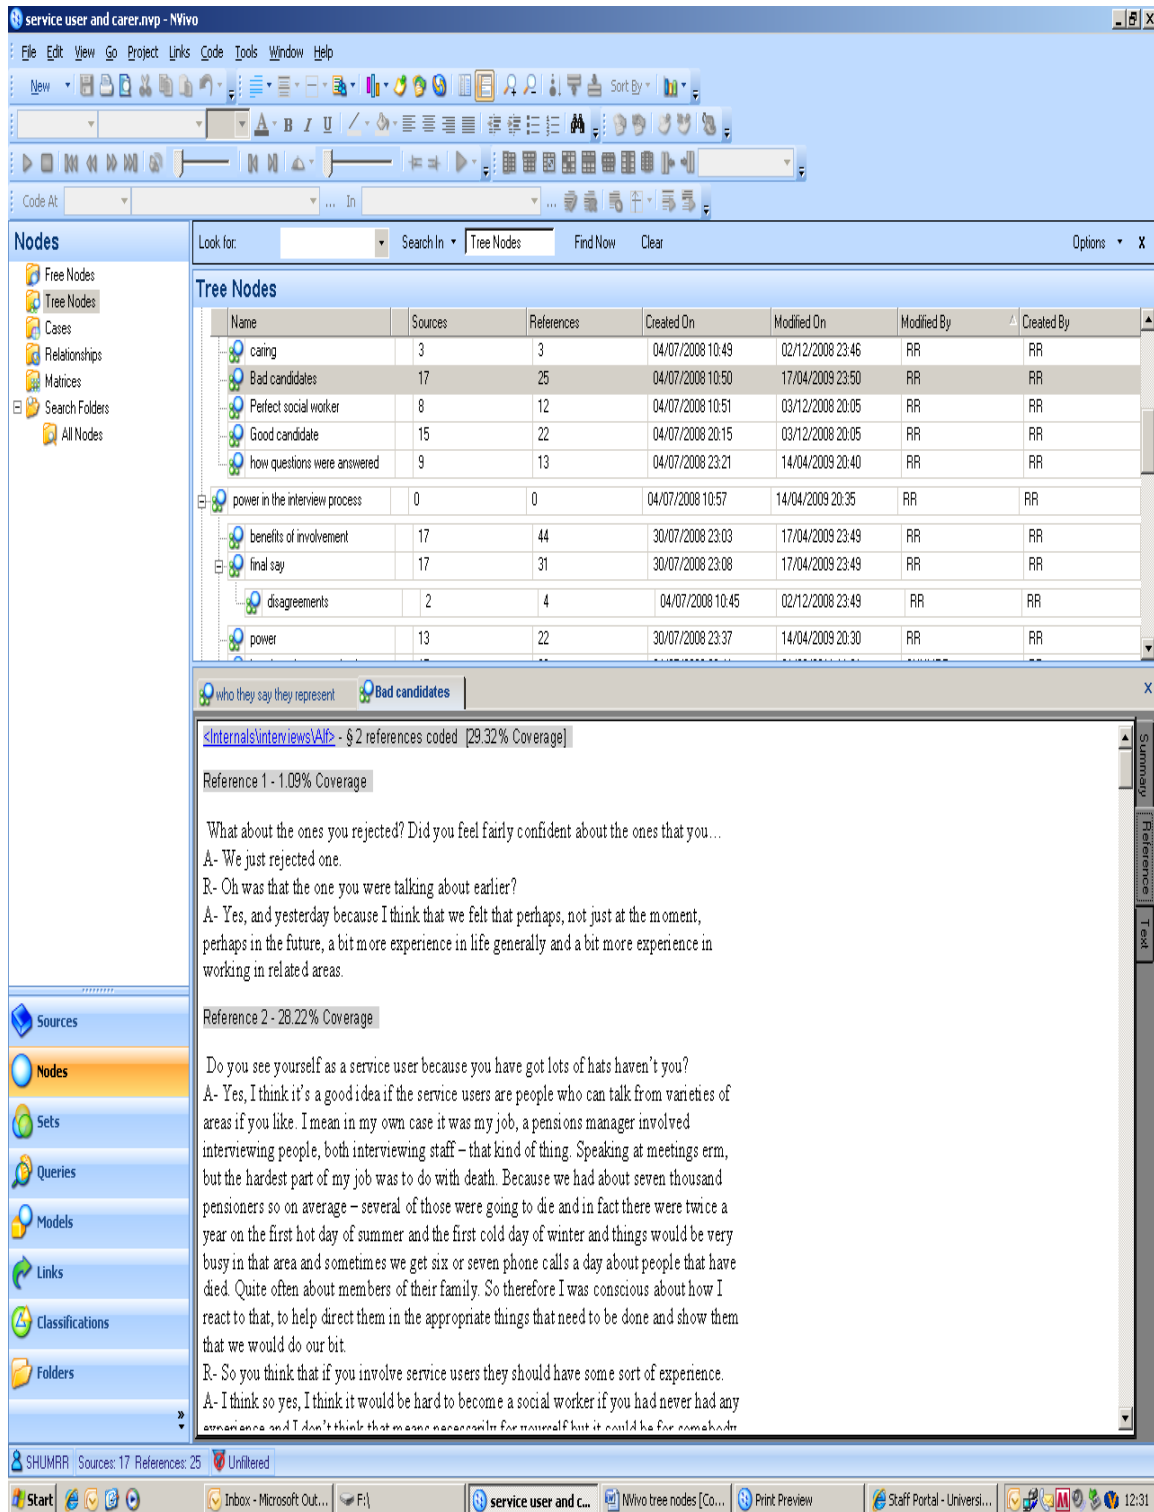 service user and carer.nvp - NVivo
File Edit View Go Project Links Code Tools Window Help
New Sort By
A B I U
Code At ... In ...
Nodes
Look for: Search In Tree Nodes Find Now Clear Options x
Free Nodes
Tree Nodes
Cases
Relationships
Matrices
Search Folders
All Nodes
Tree Nodes
Name Sources References Created On Modified On Modified By Created By
caring 3 3 04/07/2008 10:49 02/12/2008 23:46 RR RR
Bad candidates 17 25 04/07/2008 10:50 17/04/2009 23:50 RR RR
Perfect social worker 8 12 04/07/2008 10:51 03/12/2008 20:05 RR RR
Good candidate 15 22 04/07/2008 20:15 03/12/2008 20:05 RR RR
how questions were answered 9 13 04/07/2008 23:21 14/04/2009 20:40 RR RR
power in the interview process 0 0 04/07/2008 10:57 14/04/2009 20:35 RR RR
benefits of involvement 17 44 30/07/2008 23:03 17/04/2009 23:49 RR RR
final say 17 31 30/07/2008 23:08 17/04/2009 23:49 RR RR
disagreements 2 4 04/07/2008 10:45 02/12/2008 23:49 RR RR
power 13 22 30/07/2008 23:37 14/04/2009 20:30 RR RR
who they say they represent Bad candidates x
<Internals\interviews\Alf> - § 2 references coded [29.32% Coverage]
Reference 1 - 1.09% Coverage
What about the ones you rejected? Did you feel fairly confident about the ones that you…
A- We just rejected one.
R- Oh was that the one you were talking about earlier?
A- Yes, and yesterday because I think that we felt that perhaps, not just at the moment,
perhaps in the future, a bit more experience in life generally and a bit more experience in
working in related areas.
Reference 2 - 28.22% Coverage
Do you see yourself as a service user because you have got lots of hats haven't you?
A- Yes, I think it's a good idea if the service users are people who can talk from varieties of
areas if you like. I mean in my own case it was my job, a pensions manager involved
interviewing people, both interviewing staff – that kind of thing. Speaking at meetings erm,
but the hardest part of my job was to do with death. Because we had about seven thousand
pensioners so on average – several of those were going to die and in fact there were twice a
year on the first hot day of summer and the first cold day of winter and things would be very
busy in that area and sometimes we get six or seven phone calls a day about people that have
died. Quite often about members of their family. So therefore I was conscious about how I
react to that, to help direct them in the appropriate things that need to be done and show them
that we would do our bit.
R- So you think that if you involve service users they should have some sort of experience.
A- I think so yes, I think it would be hard to become a social worker if you had never had any
experience and I don't think that means necessarily for yourself but it could be for somebody
Summary
Reference
Text
Sources
Nodes
Sets
Queries
Models
Links
Classifications
Folders
SHUMRR Sources: 17 References: 25 Unfiltered
Start Inbox - Microsoft Out... F:\ service user and c... NVivo tree nodes [Co... Print Preview Staff Portal - Universi... 12:31